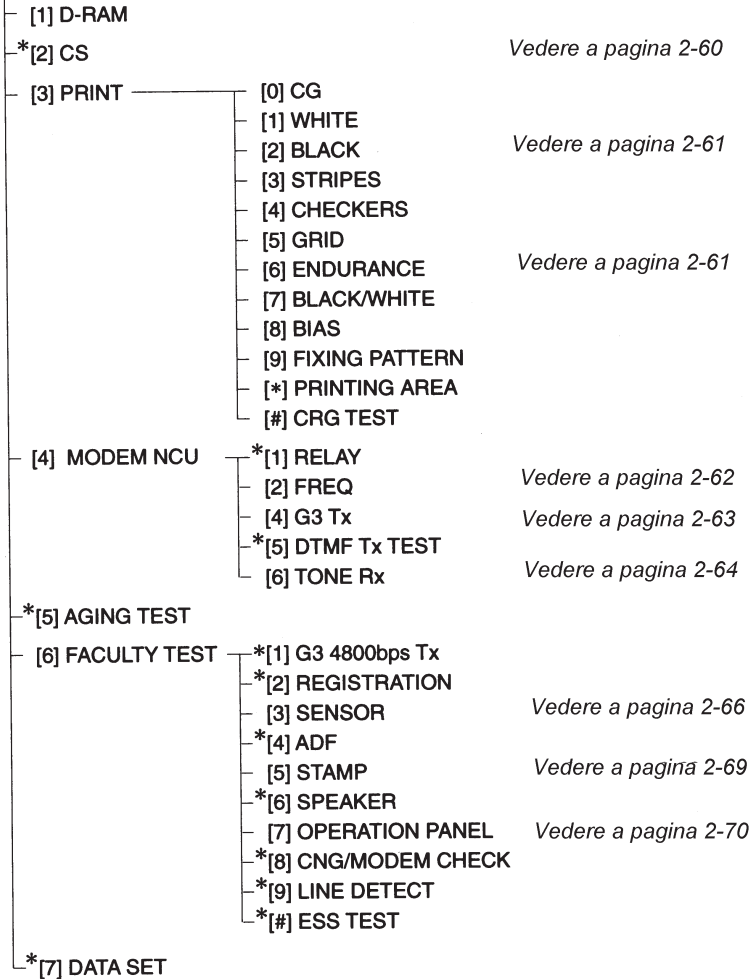 [1] D-RAM
*[2] CS Vedere a pagina 2-60
[3] PRINT [0] CG
[1] WHITE
[2] BLACK Vedere a pagina 2-61
[3] STRIPES
[4] CHECKERS
[5] GRID
[6] ENDURANCE Vedere a pagina 2-61
[7] BLACK/WHITE
[8] BIAS
[9] FIXING PATTERN
[*] PRINTING AREA
[#] CRG TEST
[4] MODEM NCU *[1] RELAY
[2] FREQ Vedere a pagina 2-62
[4] G3 Tx Vedere a pagina 2-63
*[5] DTMF Tx TEST
[6] TONE Rx Vedere a pagina 2-64
*[5] AGING TEST
[6] FACULTY TEST *[1] G3 4800bps Tx
*[2] REGISTRATION
[3] SENSOR Vedere a pagina 2-66
*[4] ADF
[5] STAMP Vedere a pagina 2-69
*[6] SPEAKER
[7] OPERATION PANEL Vedere a pagina 2-70
*[8] CNG/MODEM CHECK
*[9] LINE DETECT
*[#] ESS TEST
*[7] DATA SET